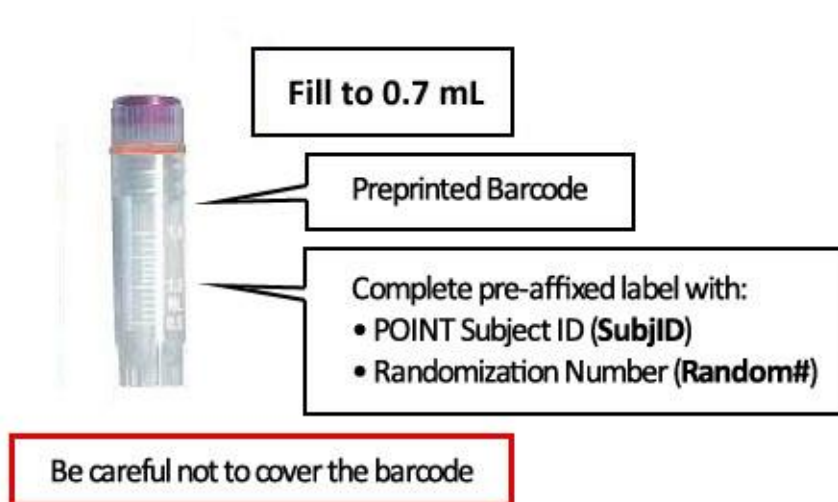 Fill to 0.7 mL
Preprinted Barcode
Complete pre-affixed label with:
• POINT Subject ID (SubjID)
• Randomization Number (Random#)
Be careful not to cover the barcode